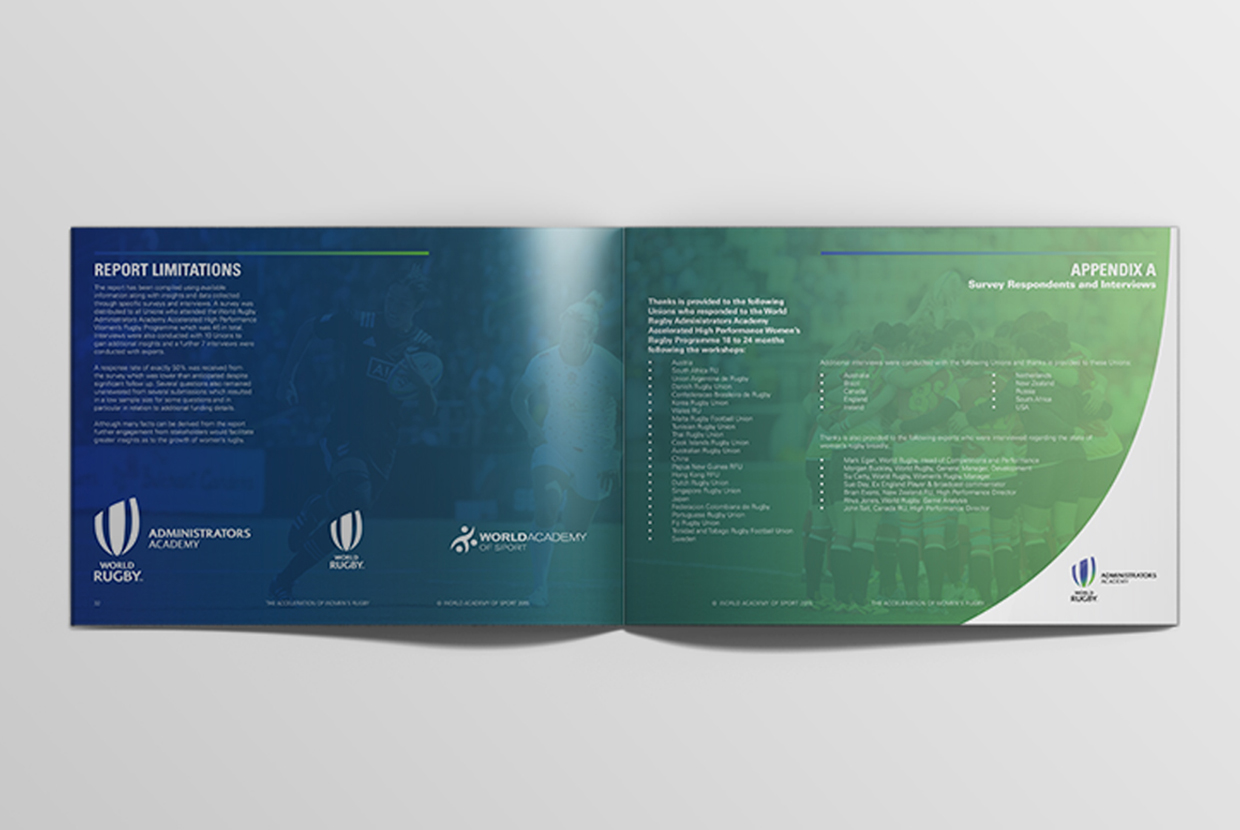 REPORT LIMITATIONS
The report has been compiled using available
information along with insights and data collected
through specific surveys and interviews. A survey was
distributed to all Unions who attended the World Rugby
Administrators Academy Accelerated High Performance
Women's Rugby Programme which was 46 in total.
Interviews were also conducted with 10 Unions to
gain additional insights and a further 7 interviews were
conducted with experts.
A response rate of exactly 50% was received from
the survey which was lower than anticipated despite
significant follow up. Several questions also remained
unanswered from several submissions which resulted
in a low sample size for some questions and in
particular in relation to additional funding details.
Although many facts can be derived from the report
further engagement from stakeholders would facilitate
greater insights as to the growth of women's rugby.
WORLD
RUGBY
ADMINISTRATORS
ACADEMY
WORLD
RUGBY
WORLDACADEMY
OF SPORT
THE ACCELERATION OF WOMEN'S RUGBY
© WORLD ACADEMY OF SPORT
APPENDIX A
Survey Respondents and Interviews
Thanks is provided to the following
Unions who responded to the World
Rugby Administrators Academy
Accelerated High Performance Women's
Rugby Programme 18 to 24 months
following the workshops:
Austria
South Africa RU
Union Argentina de Rugby
Danish Rugby Union
Confederacao Brasileira de Rugby
Korea Rugby Union
Wales RU
Malta Rugby Football Union
Tunisian Rugby Union
Thai Rugby Union
Cook Islands Rugby Union
Australian Rugby Union
China
Papua New Guinea RFU
Hong Kong RFU
Dutch Rugby Union
Singapore Rugby Union
Japan
Federacion Colombiana de Rugby
Portuguese Rugby Union
Fiji Rugby Union
Trinidad and Tobago Rugby Football Union
Sweden
Additional interviews were conducted with the following Unions and thanks is provided to these Unions:
Australia
Brazil
Canada
England
Ireland
Netherlands
New Zealand
Russia
South Africa
USA
Thanks is also provided to the following experts who were interviewed regarding the state of
women's rugby broadly:
Mark Egan, World Rugby, Head of Competitions and Performance
Morgan Buckley, World Rugby, General Manager, Development
Su Carty, World Rugby, Women's Rugby Manager
Sue Day, Ex England Player & broadcast commentator
Brian Evans, New Zealand RU, High Performance Director
Rhys Jones, World Rugby, Game Analysis
John Tait, Canada RU, High Performance Director
© WORLD ACADEMY OF SPORT
THE ACCELERATION OF WOMEN'S RUGBY
WORLD
RUGBY
ADMINISTRATORS
ACADEMY